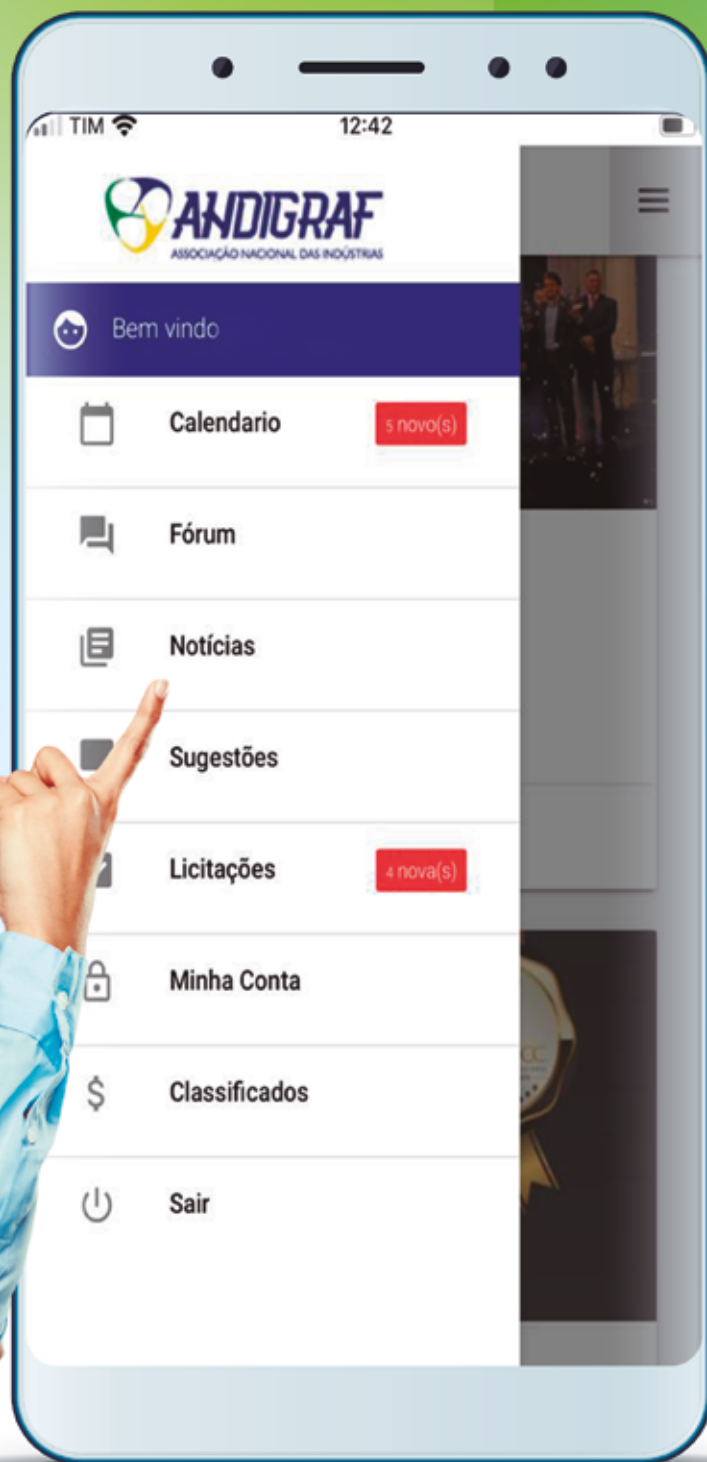 TIM
12:42
ANDIGRAF
ASSOCIAÇÃO NACIONAL DAS INDÚSTRIAS
Bem vindo
Calendario
5 novo(s)
Fórum
Notícias
Sugestões
Licitações
4 nova(s)
Minha Conta
Classificados
Sair